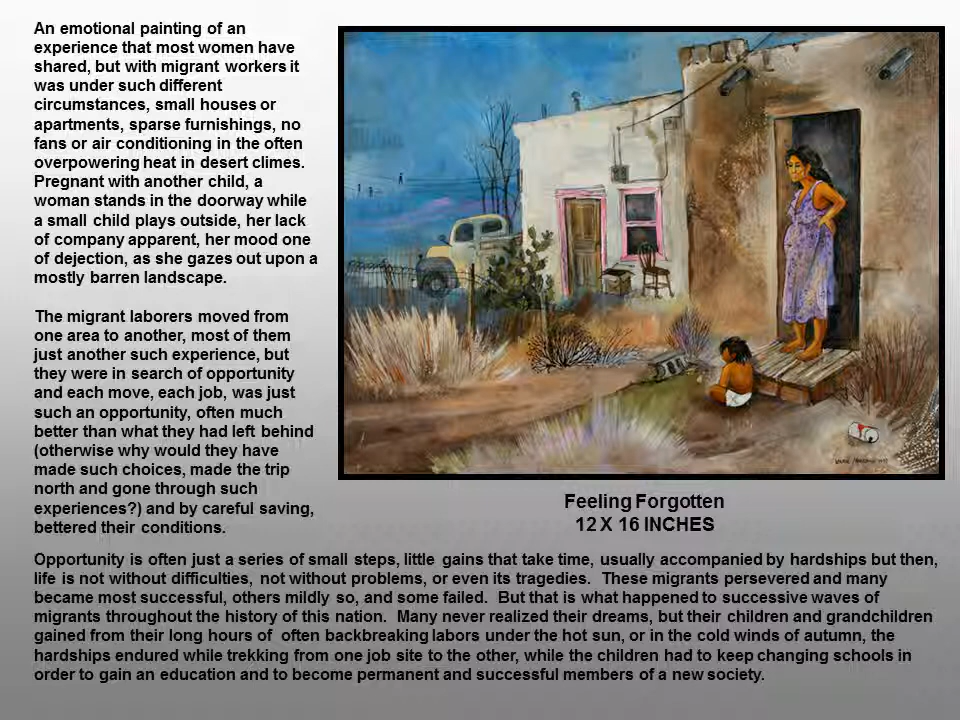 An emotional painting of an
experience that most women have
shared, but with migrant workers it
was under such different
circumstances, small houses or
apartments, sparse furnishings, no
fans or air conditioning in the often
overpowering heat in desert climes.
Pregnant with another child, a
woman stands in the doorway while
a small child plays outside, her lack
of company apparent, her mood one
of dejection, as she gazes out upon a
mostly barren landscape.
The migrant laborers moved from
one area to another, most of them
just another such experience, but
they were in search of opportunity
and each move, each job, was just
such an opportunity, often much
better than what they had left behind
(otherwise why would they have
made such choices, made the trip
north and gone through such
experiences?) and by careful saving,
bettered their conditions.
Feeling Forgotten
12 X 16 INCHES
Opportunity is often just a series of small steps, little gains that take time, usually accompanied by hardships but then,
life is not without difficulties, not without problems, or even its tragedies. These migrants persevered and many
became most successful, others mildly so, and some failed. But that is what happened to successive waves of
migrants throughout the history of this nation. Many never realized their dreams, but their children and grandchildren
gained from their long hours of often backbreaking labors under the hot sun, or in the cold winds of autumn, the
hardships endured while trekking from one job site to the other, while the children had to keep changing schools in
order to gain an education and to become permanent and successful members of a new society.